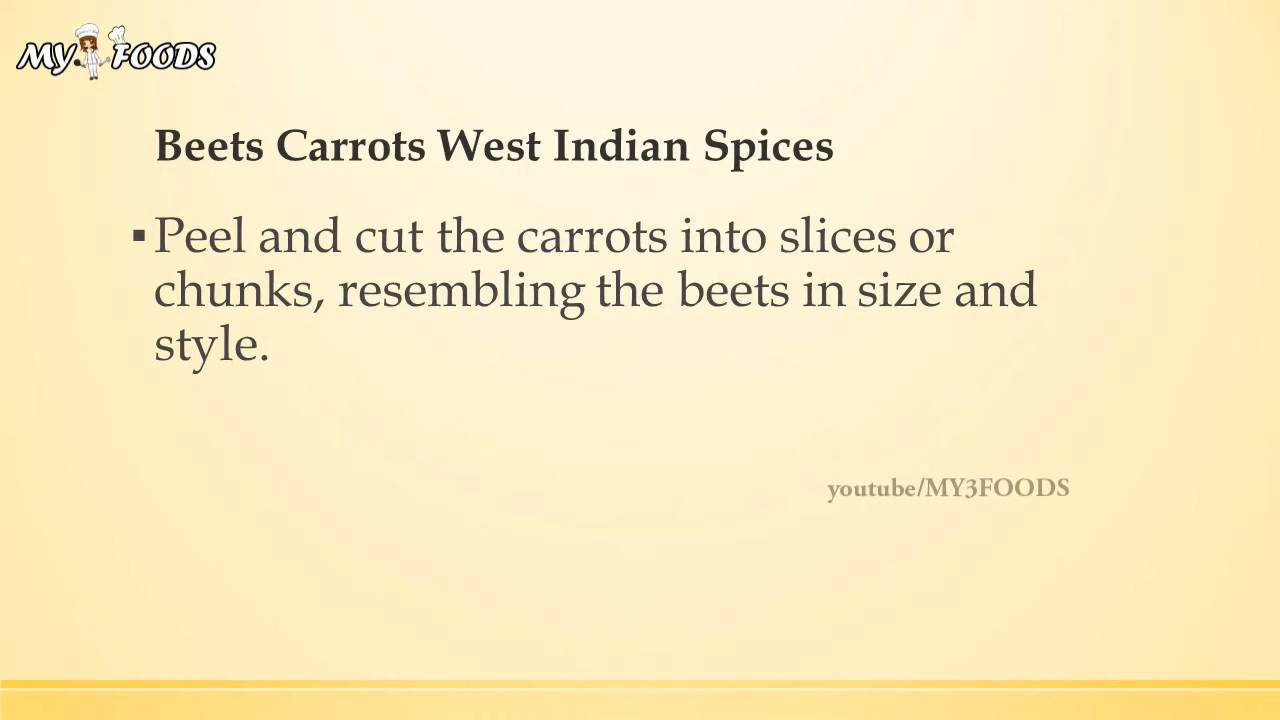 MY FOODS
Beets Carrots West Indian Spices
▪ Peel and cut the carrots into slices or
chunks, resembling the beets in size and
style.
youtube/MY3FOODS